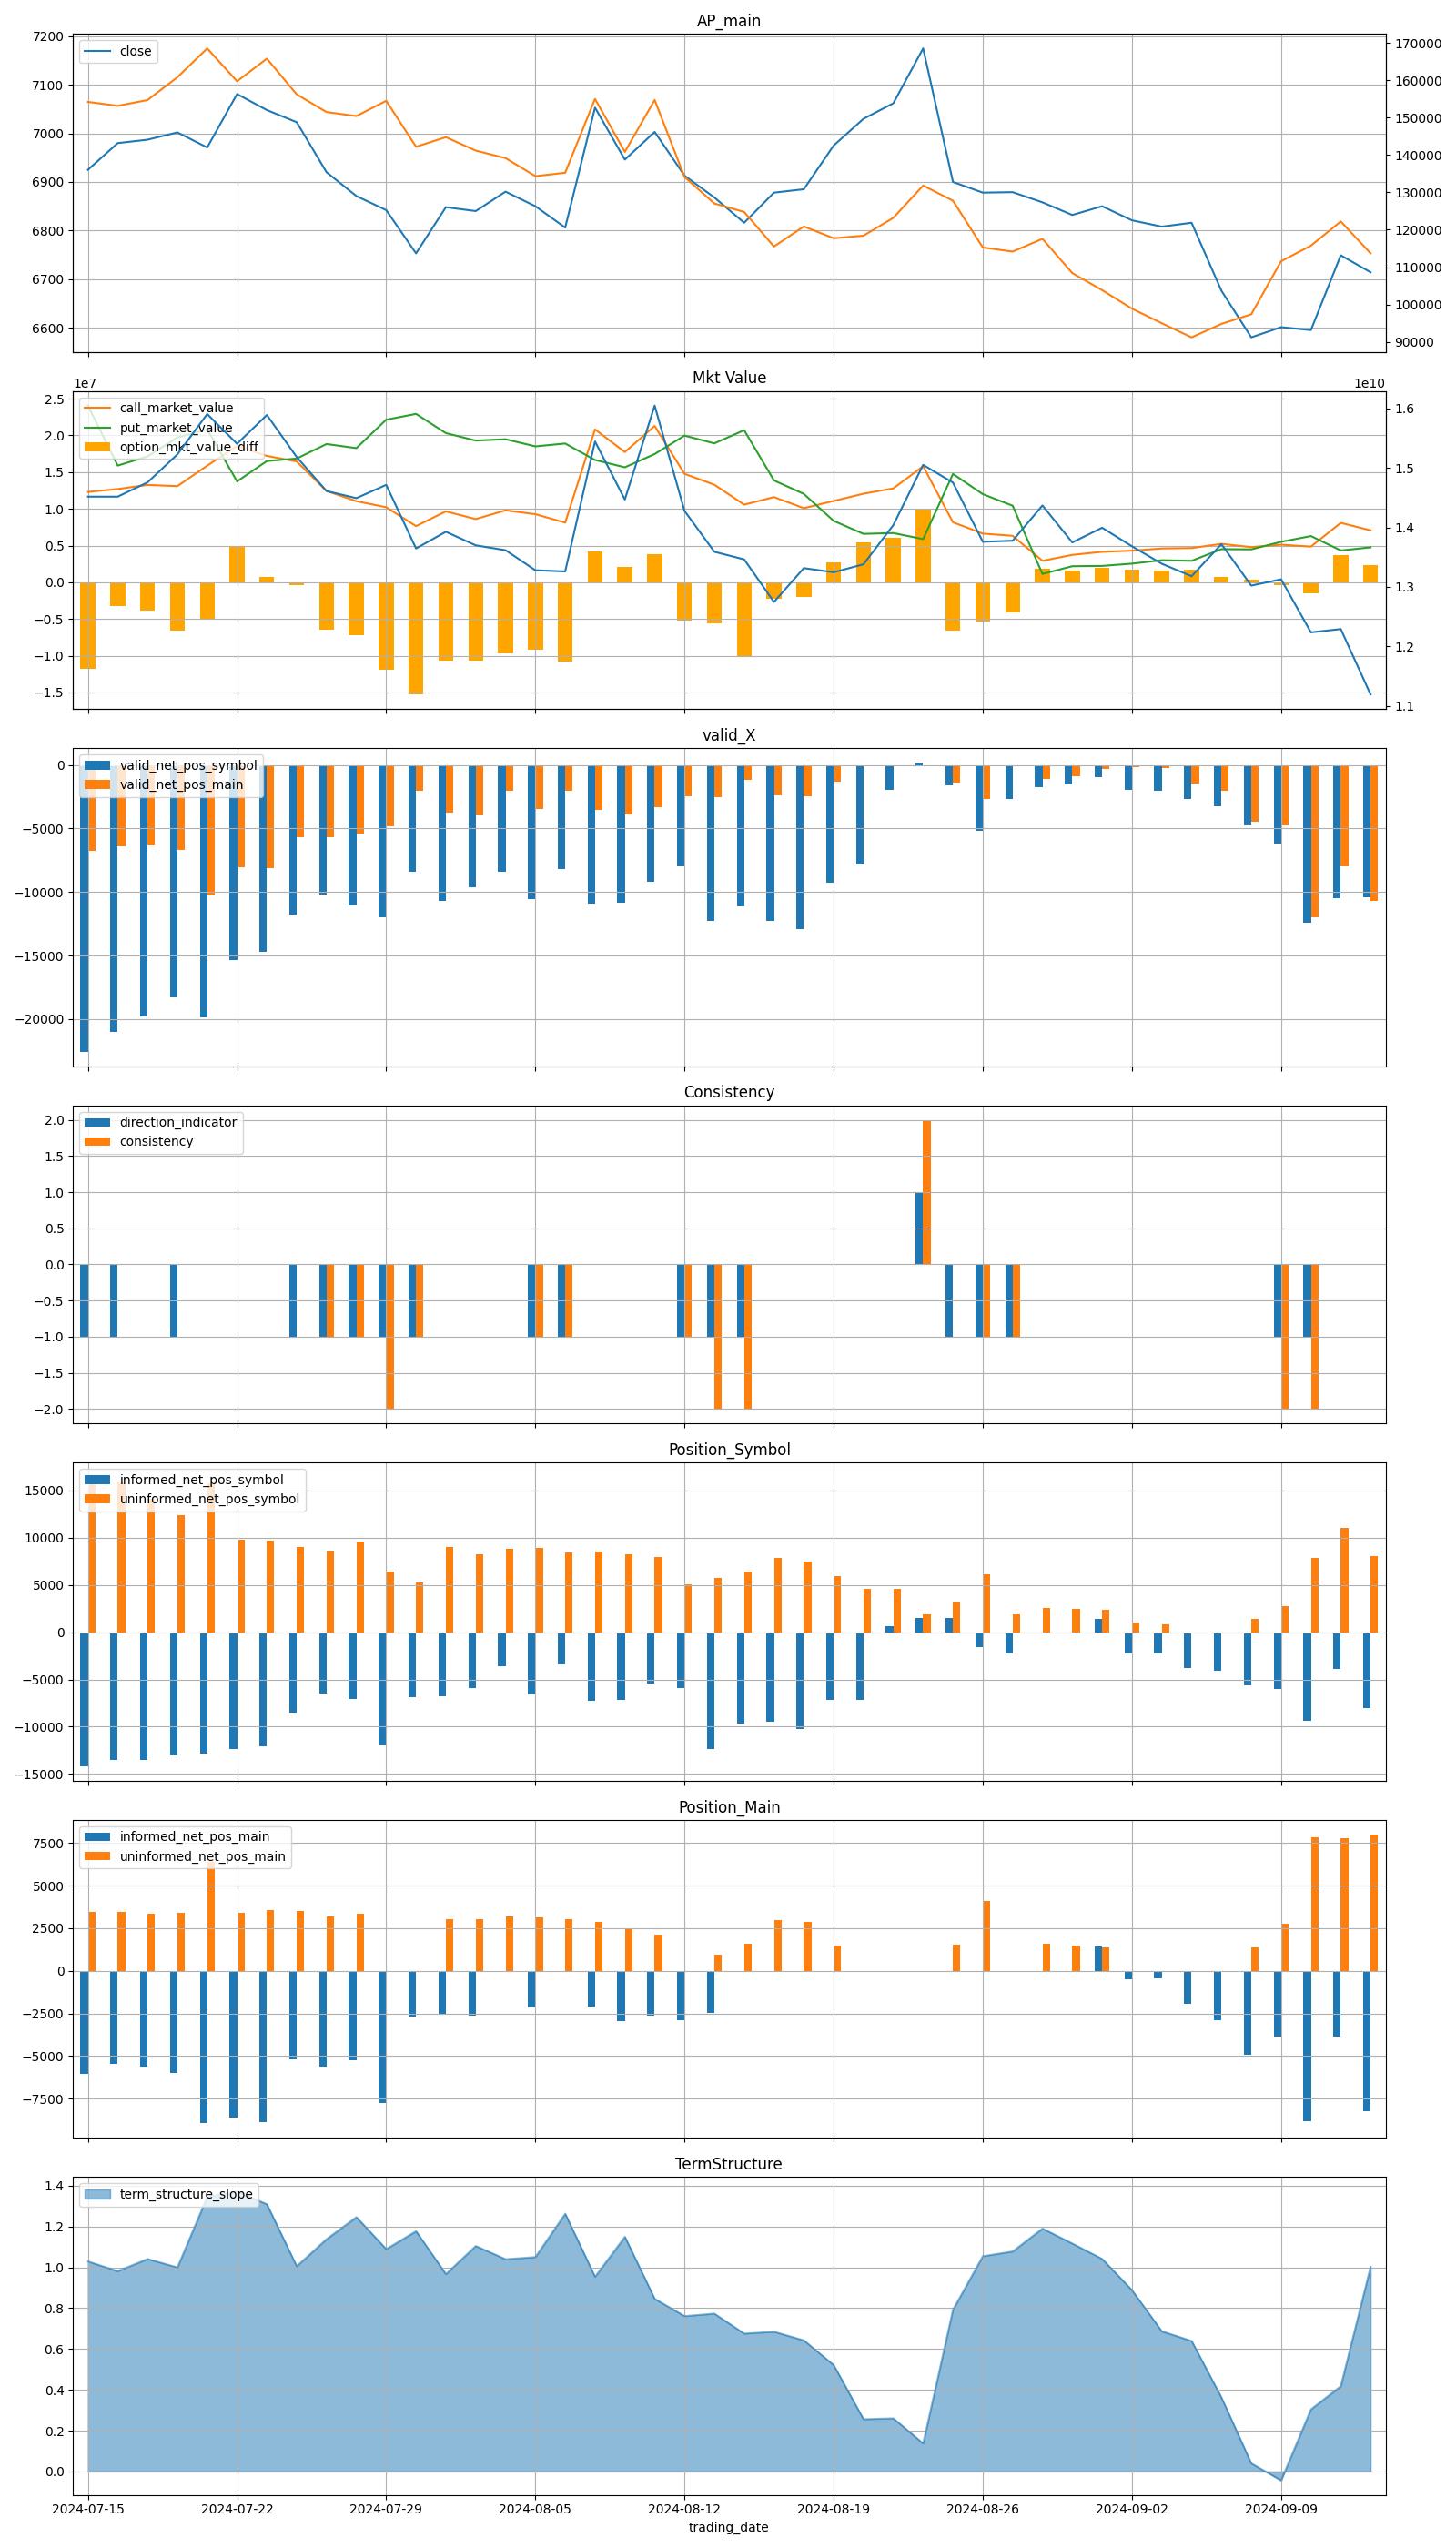 AP_main
close
7200
7100
7000
6900
6800
6700
6600
170000
160000
150000
140000
130000
120000
110000
100000
90000
Mkt Value
1e7
1e10
call_market_value
put_market_value
option_mkt_value_diff
2.5
2.0
1.5
1.0
0.5
0.0
−0.5
−1.0
−1.5
1.6
1.5
1.4
1.3
1.2
1.1
valid_X
valid_net_pos_symbol
valid_net_pos_main
0
−5000
−10000
−15000
−20000
Consistency
direction_indicator
consistency
2.0
1.5
1.0
0.5
0.0
−0.5
−1.0
−1.5
−2.0
Position_Symbol
informed_net_pos_symbol
uninformed_net_pos_symbol
15000
10000
5000
0
−5000
−10000
−15000
Position_Main
informed_net_pos_main
uninformed_net_pos_main
7500
5000
2500
0
−2500
−5000
−7500
TermStructure
term_structure_slope
1.4
1.2
1.0
0.8
0.6
0.4
0.2
0.0
2024-07-15 2024-07-22 2024-07-29 2024-08-05 2024-08-12 2024-08-19 2024-08-26 2024-09-02 2024-09-09
trading_date